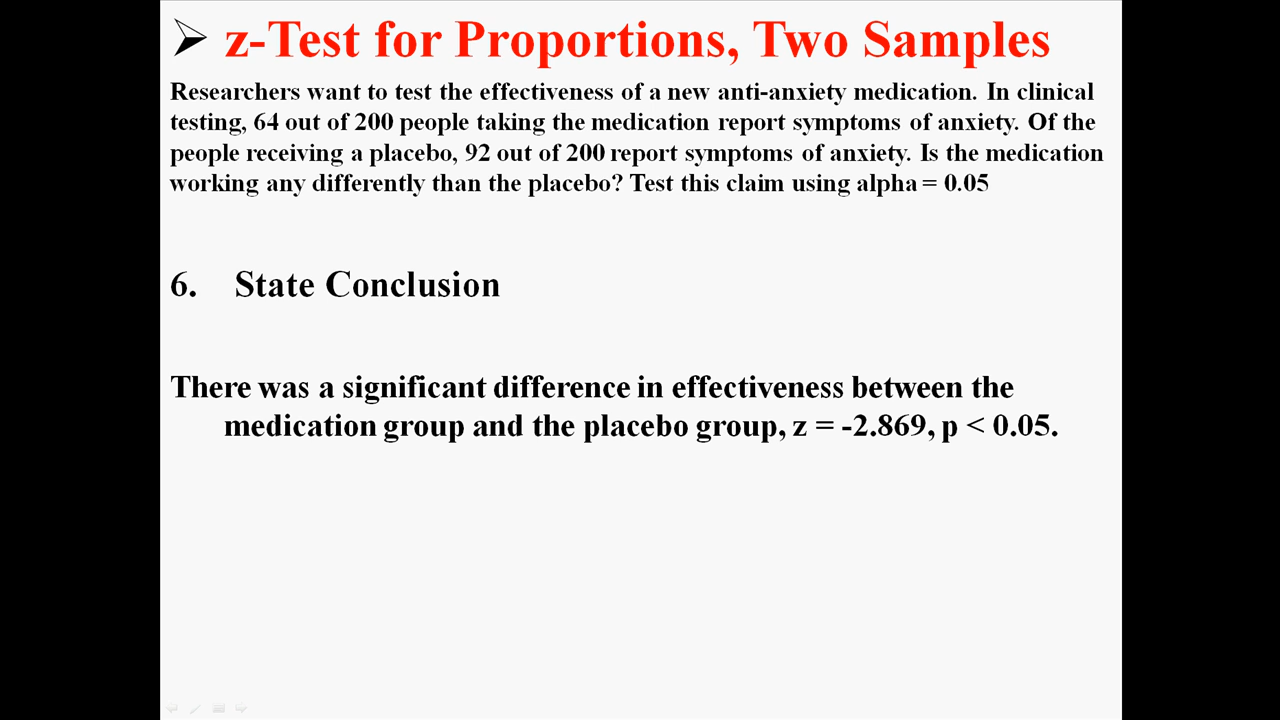 ➢ z-Test for Proportions, Two Samples
Researchers want to test the effectiveness of a new anti-anxiety medication. In clinical
testing, 64 out of 200 people taking the medication report symptoms of anxiety. Of the
people receiving a placebo, 92 out of 200 report symptoms of anxiety. Is the medication
working any differently than the placebo? Test this claim using alpha = 0.05
6. State Conclusion
There was a significant difference in effectiveness between the
medication group and the placebo group, z = -2.869, p < 0.05.